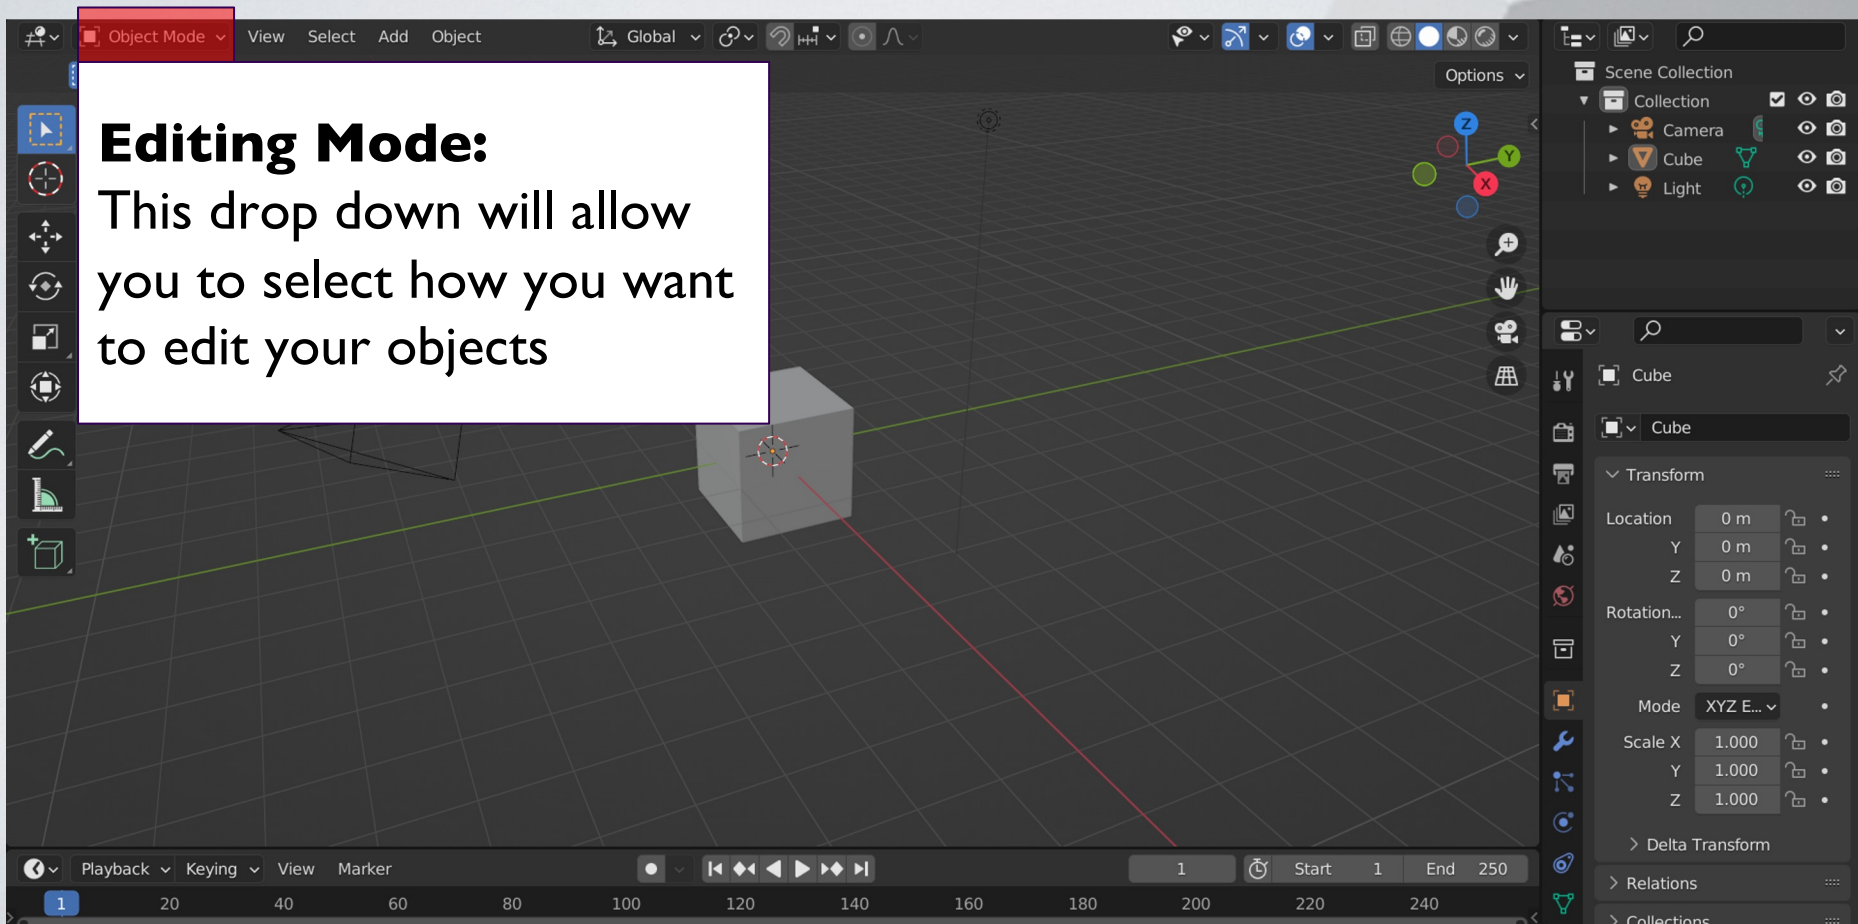 Object Mode View Select Add Object Global
Options
Editing Mode:
This drop down will allow
you to select how you want
to edit your objects
Z
Y
X
Scene Collection
Collection
Camera
Cube
Light
Cube
Cube
Transform
Location 0 m
Y 0 m
Z 0 m
Rotation... 0°
Y 0°
Z 0°
Mode XYZ E...
Scale X 1.000
Y 1.000
Z 1.000
Delta Transform
Relations
Collections
Playback Keying View Marker 1 Start 1 End 250
1 20 40 60 80 100 120 140 160 180 200 220 240